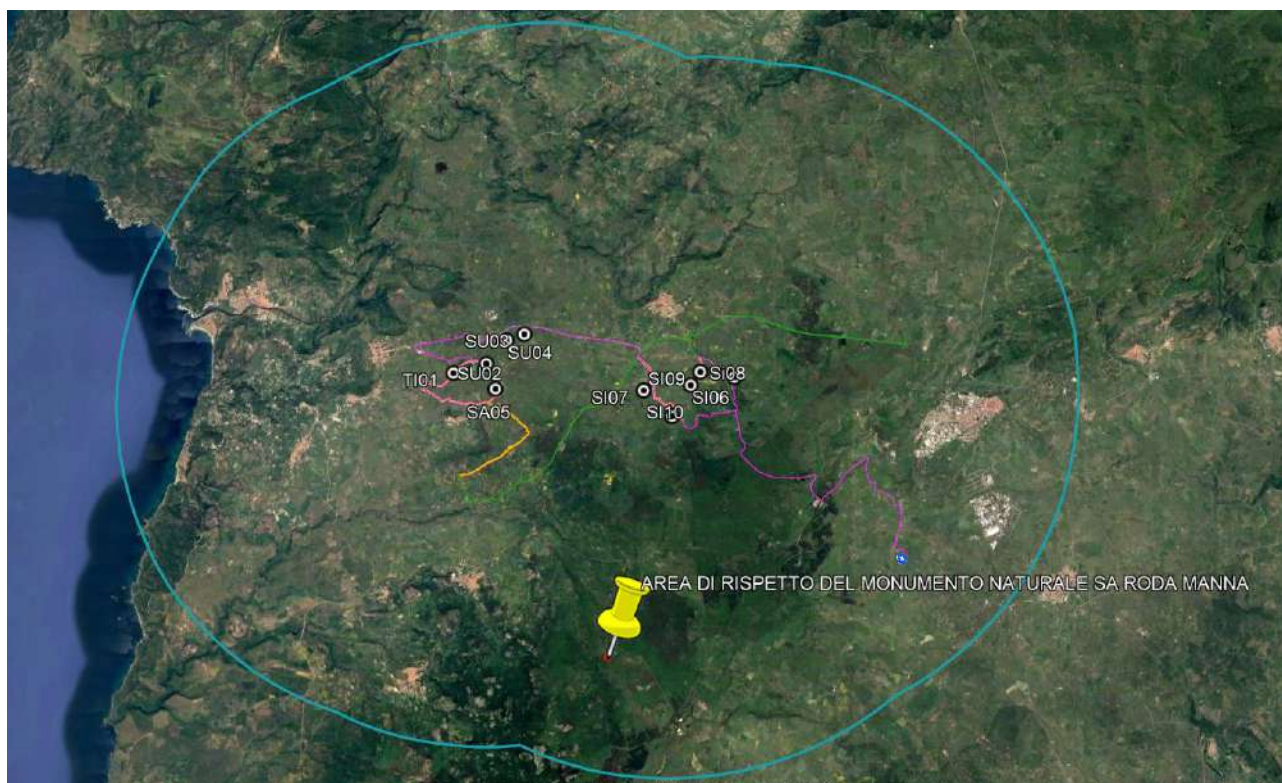 SU03
SU04
TI01
SU02
SA05
SI09
Si08
SI07
SI06
SI10
AREA DI RISPETTO DEL MONUMENTO NATURALE SA RODA MANNA